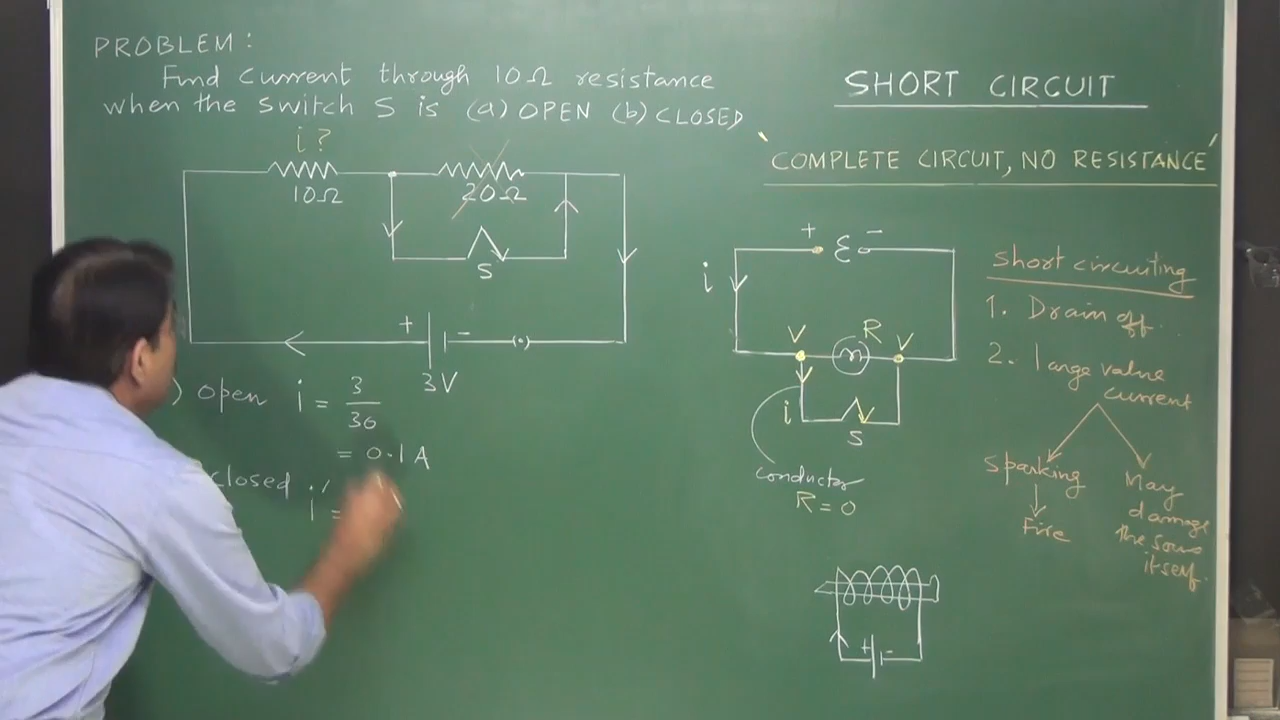 PROBLEM:
Find current through 10Ω resistance
when the switch S is (a) OPEN (b) CLOSED
i?
10Ω
20Ω
S
+ -
3V
) open i = 3/30
= 0.1 A
closed i' =
SHORT CIRCUIT
'COMPLETE CIRCUIT, NO RESISTANCE'
+ ε -
i
V R V
i
S
conductor
R = 0
+ -
short circuiting
1. Drain off.
2. large value
current
Sparking
Fire
May
damage
the
itself.